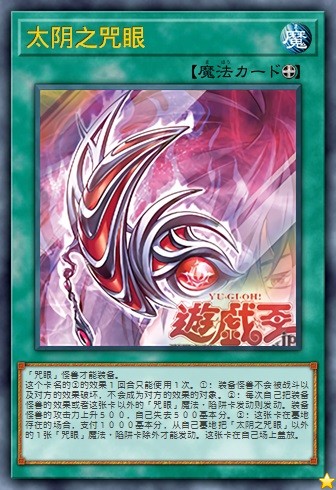 太阴之咒眼
魔
【魔法カード】
YU-GI-OH!
遊戯王
「咒眼」怪兽才能装备。
这个卡名的③的效果1回合只能使用1次。①：装备怪兽不会被战斗以
及对方的效果破坏，不会成为对方的效果的对象。②：每次自己把装备
怪兽的效果或者这张卡以外的「咒眼」魔法·陷阱卡发动则发动。装备
怪兽的攻击力上升500，自己失去500基本分。③：这张卡在墓地
存在的场合，支付1000基本分，从自己墓地把「太阴之咒眼」以外
的1张「咒眼」魔法·陷阱卡除外才能发动。这张卡在自己场上盖放。